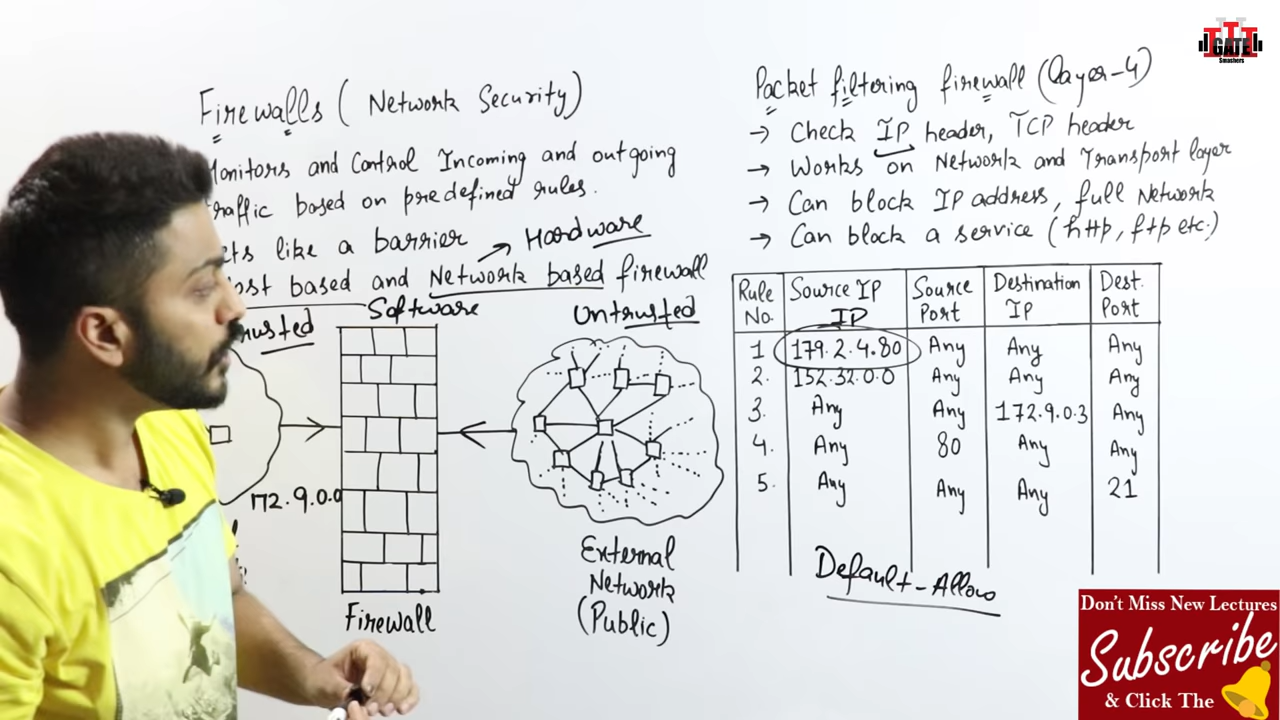 GATE
Smashers
Firewalls (Network Security)
Monitors and Control Incoming and outgoing
traffic based on predefined rules.
like a barrier
Hardware
based and Network based firewall
Software
Untrusted
172.9.0.0
Firewall
External
Network
(Public)
Packet filtering firewall (layer-4)
→ Check IP header, TCP header
→ Works on Network and Transport layer
→ Can block IP address, full Network
→ Can block a service (http, ftp etc.)
Rule No. Source IP IP Source Port Destination IP Dest. Port
1 179.2.4.80 Any Any Any
2. 152.32.0.0 Any Any Any
3. Any Any 172.9.0.3 Any
4. Any 80 Any Any
5. Any Any Any 21
Default-Allow
Don't Miss New Lectures
Subscribe
& Click The